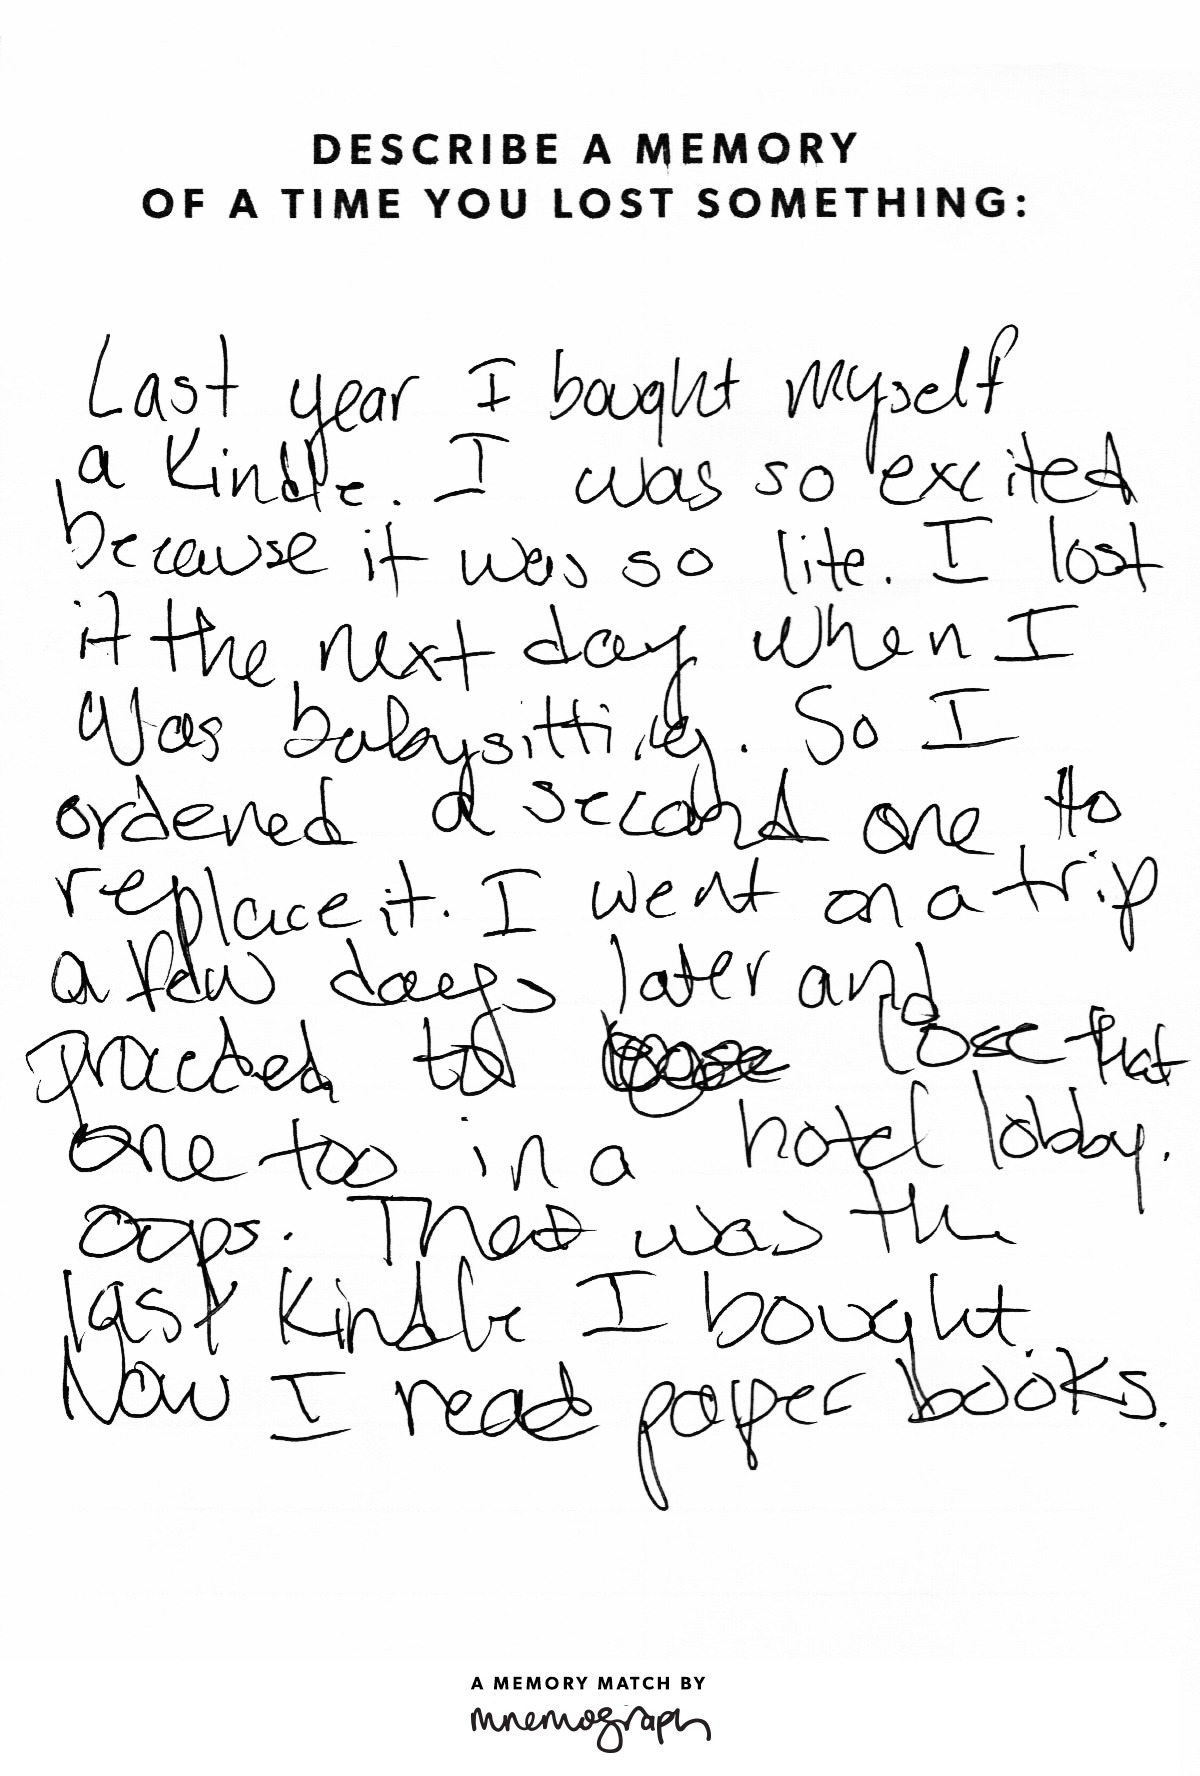 DESCRIBE A MEMORY
OF A TIME YOU LOST SOMETHING:
Last year I bought myself
a Kindle. I was so excited
because it was so lite. I lost
it the next day when I
was babysitting. So I
ordered a second one to
replace it. I went on a trip
a few days later and
proceeded to lose that
one too in a hotel lobby.
oops. That was the
last Kindle I bought.
Now I read paper books.
A MEMORY MATCH BY
mnemograph